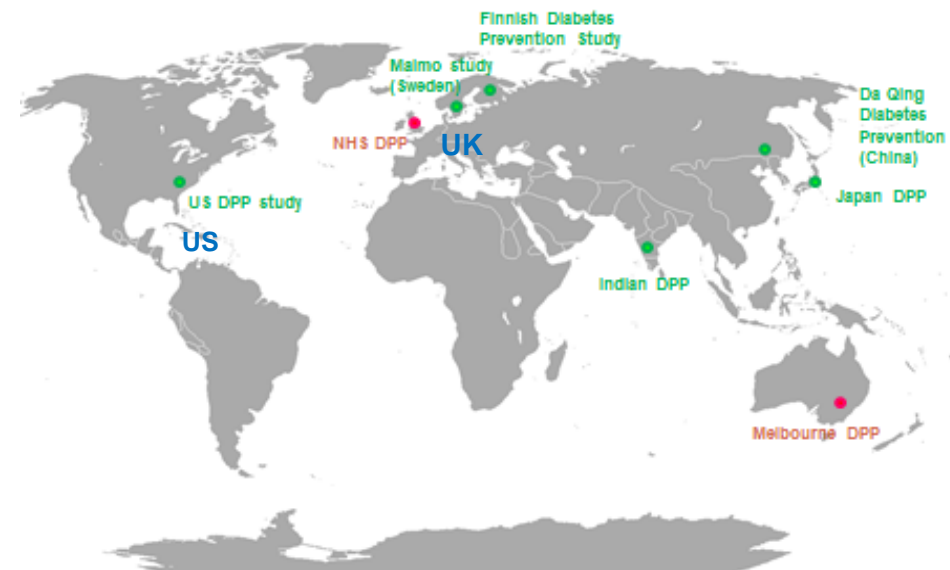 Finnish Diabetes
Prevention Study
Malmo study
(Sweden)
Da Qing
Diabetes
Prevention
(China)
NHS DPP
UK
Japan DPP
US DPP study
US
Indian DPP
Melbourne DPP